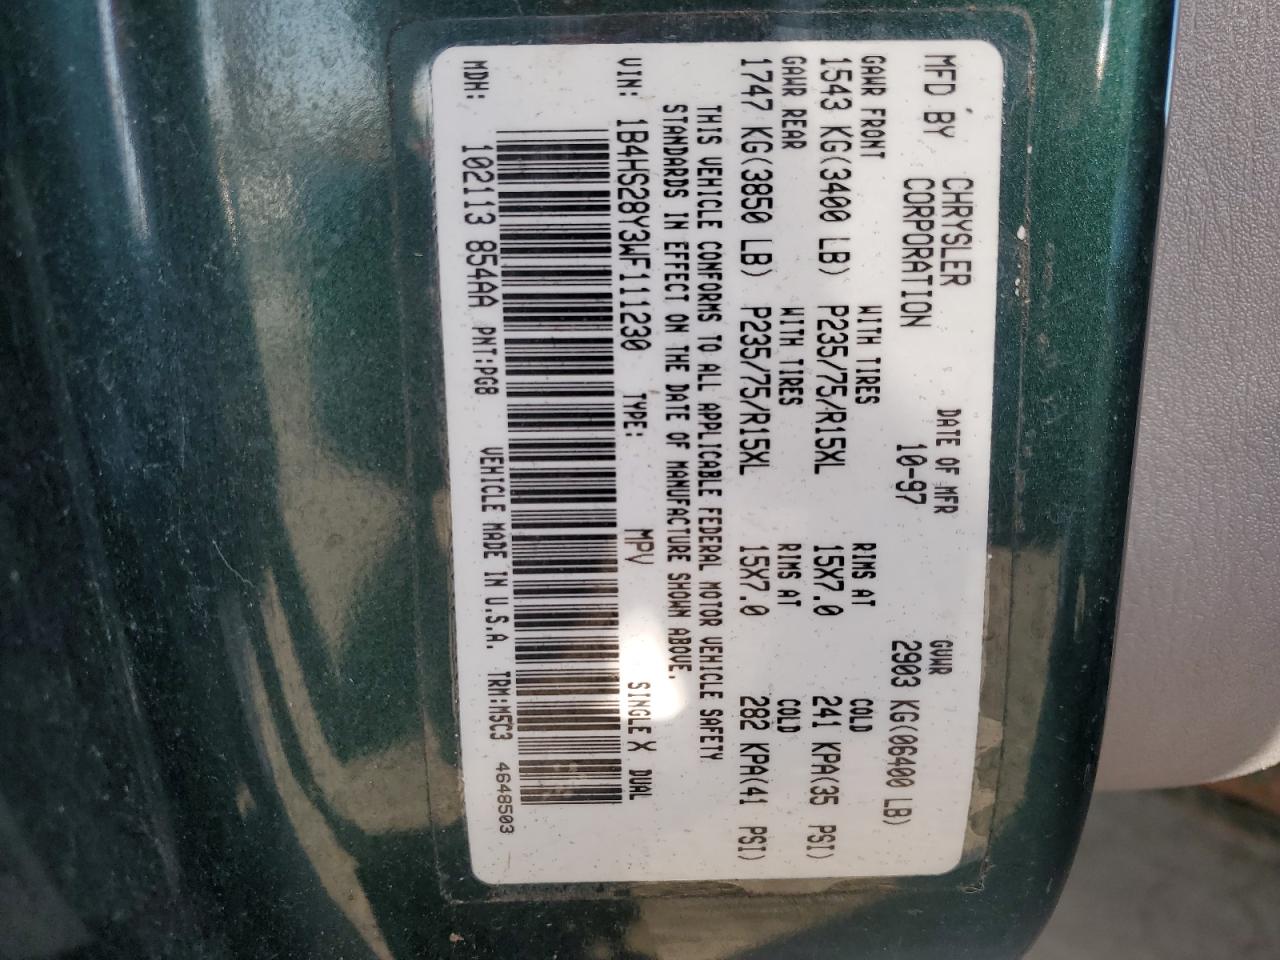 MFD BY CHRYSLER CORPORATION DATE OF MFR 10-97 GVWR 2903 KG(06400 LB)
GAWR FRONT WITH TIRES RIMS AT COLD
1543 KG(3400 LB) P235/75/R15XL 15X7.0 241 KPA(35 PSI)
GAWR REAR WITH TIRES RIMS AT COLD
1747 KG(3850 LB) P235/75/R15XL 15X7.0 282 KPA(41 PSI)
THIS VEHICLE CONFORMS TO ALL APPLICABLE FEDERAL MOTOR VEHICLE SAFETY
STANDARDS IN EFFECT ON THE DATE OF MANUFACTURE SHOWN ABOVE.
VIN: 1B4HS28Y3WF111230 TYPE: MPV SINGLE X DUAL
MDH: 102113 854AA PNT:PG8 VEHICLE MADE IN U.S.A. TRM:M5C3 4648503